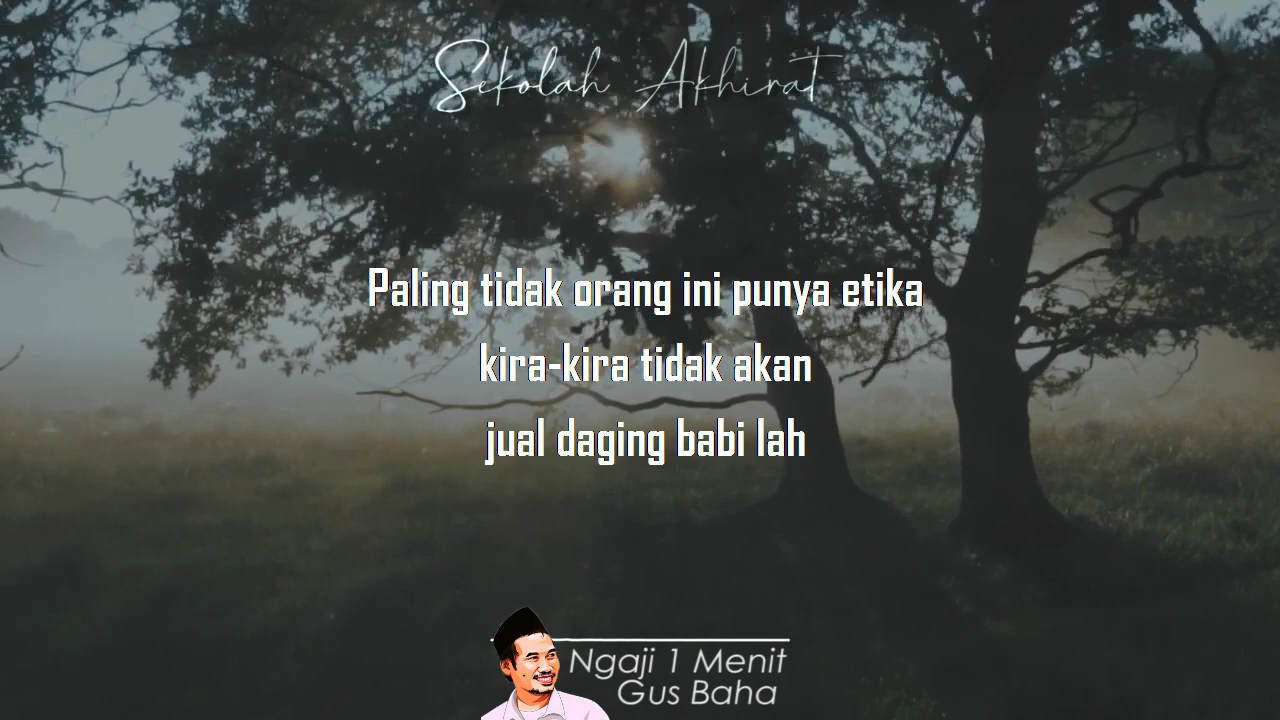 Sekolah Akhirat
Paling tidak orang ini punya etika
kira-kira tidak akan
jual daging babi lah
Ngaji 1 Menit
Gus Baha